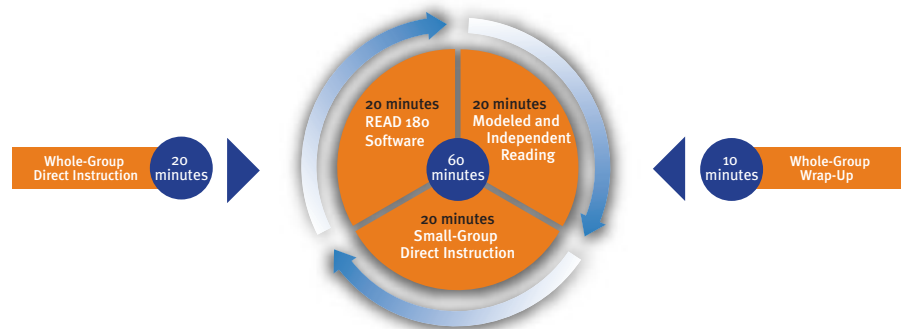 Whole-Group
Direct Instruction
20
minutes
20 minutes
READ 180
Software
20 minutes
Modeled and
Independent
Reading
60
minutes
20 minutes
Small-Group
Direct Instruction
10
minutes
Whole-Group
Wrap-Up